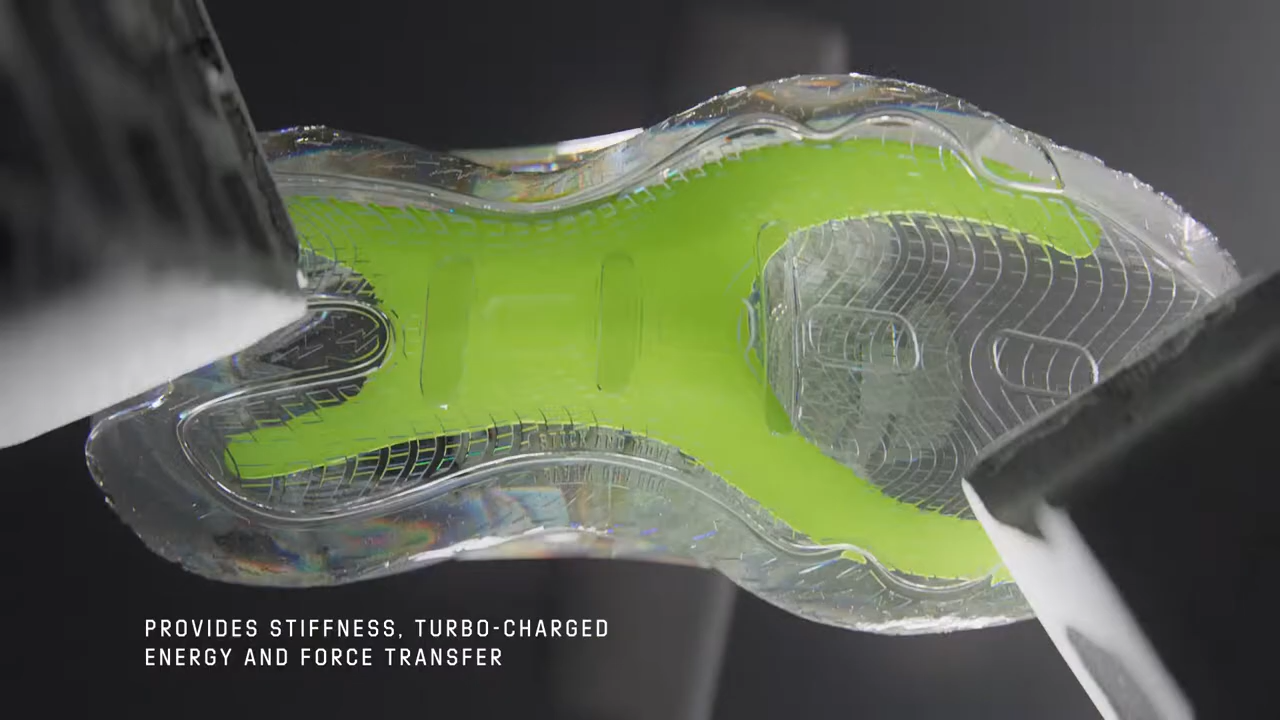 PROVIDES STIFFNESS, TURBO-CHARGED
ENERGY AND FORCE TRANSFER